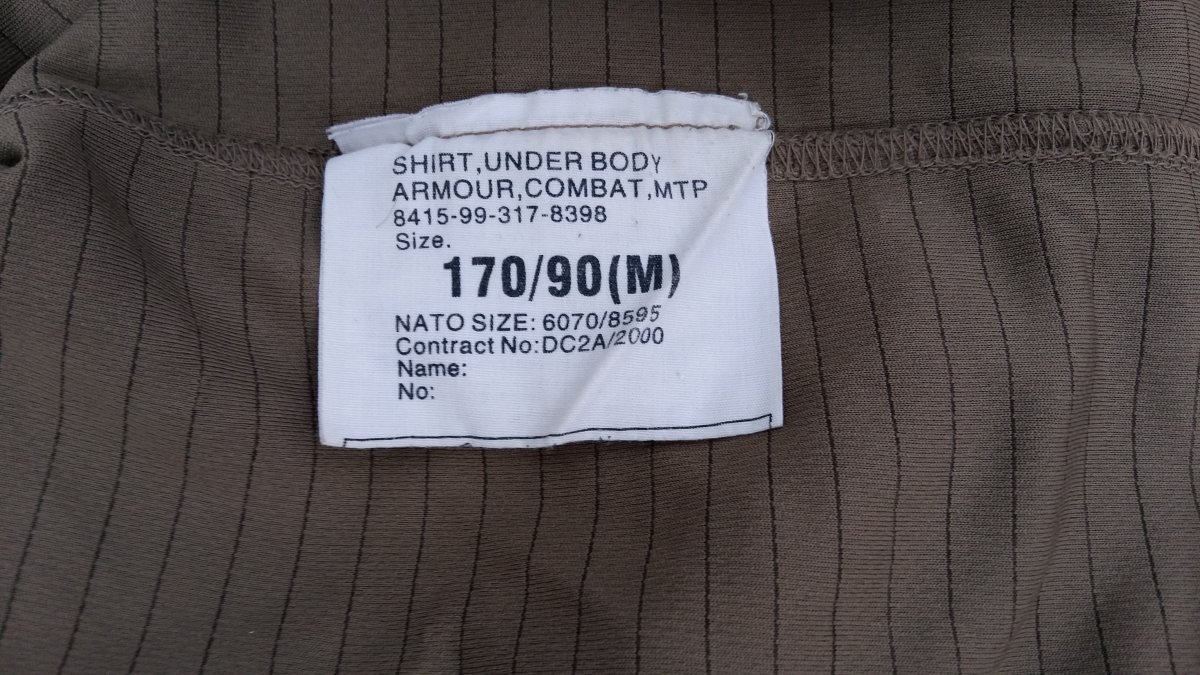 SHIRT,UNDER BODY
ARMOUR,COMBAT,MTP
8415-99-317-8398
Size.
170/90(M)
NATO SIZE: 6070/8595
Contract No:DC2A/2000
Name:
No: